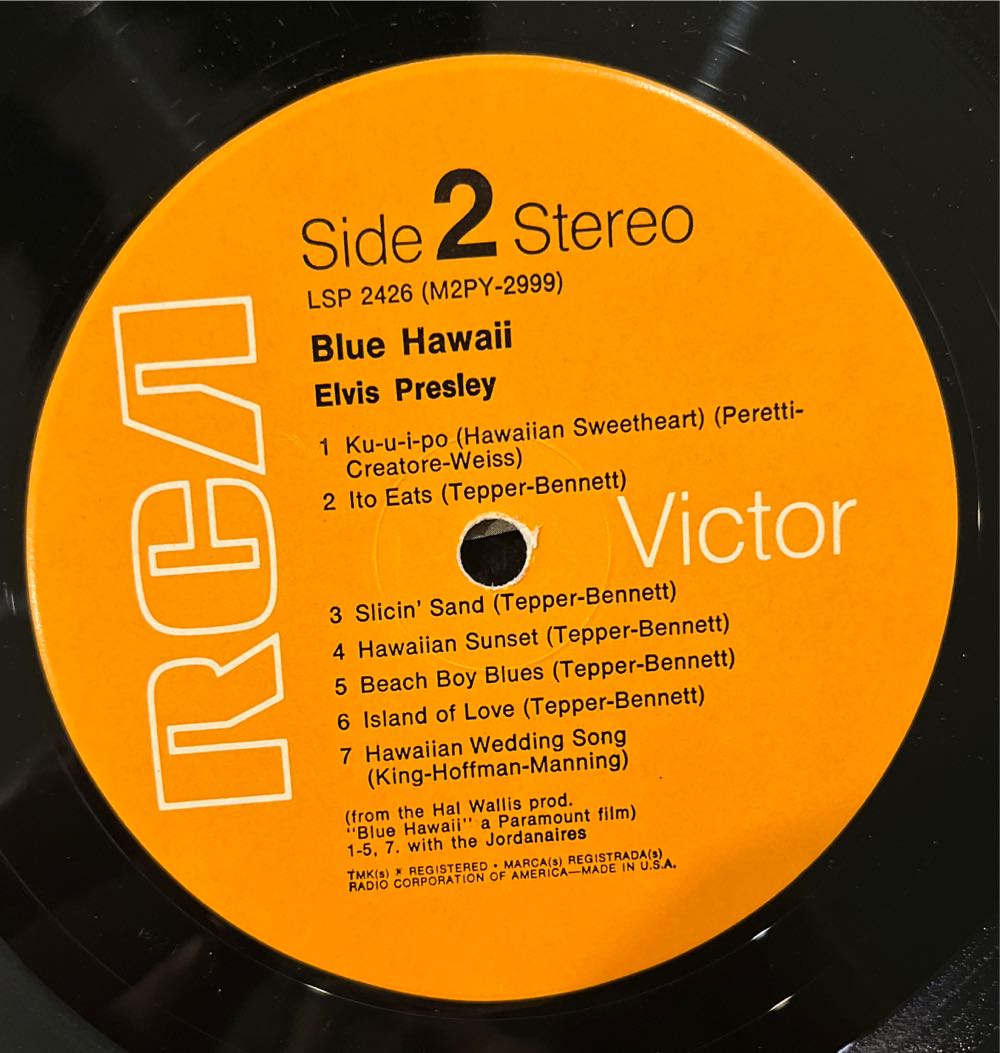 Side 2 Stereo
LSP 2426 (M2PY-2999)
Blue Hawaii
Elvis Presley
1 Ku-u-i-po (Hawaiian Sweetheart) (Peretti-
Creatore-Weiss)
2 Ito Eats (Tepper-Bennett)
RCA
Victor
3 Slicin' Sand (Tepper-Bennett)
4 Hawaiian Sunset (Tepper-Bennett)
5 Beach Boy Blues (Tepper-Bennett)
6 Island of Love (Tepper-Bennett)
7 Hawaiian Wedding Song
(King-Hoffman-Manning)
(from the Hal Wallis prod.
"Blue Hawaii" a Paramount film)
1-5, 7. with the Jordanaires
TMK(s) ® REGISTERED • MARCA(s) REGISTRADA(s)
RADIO CORPORATION OF AMERICA—MADE IN U.S.A.